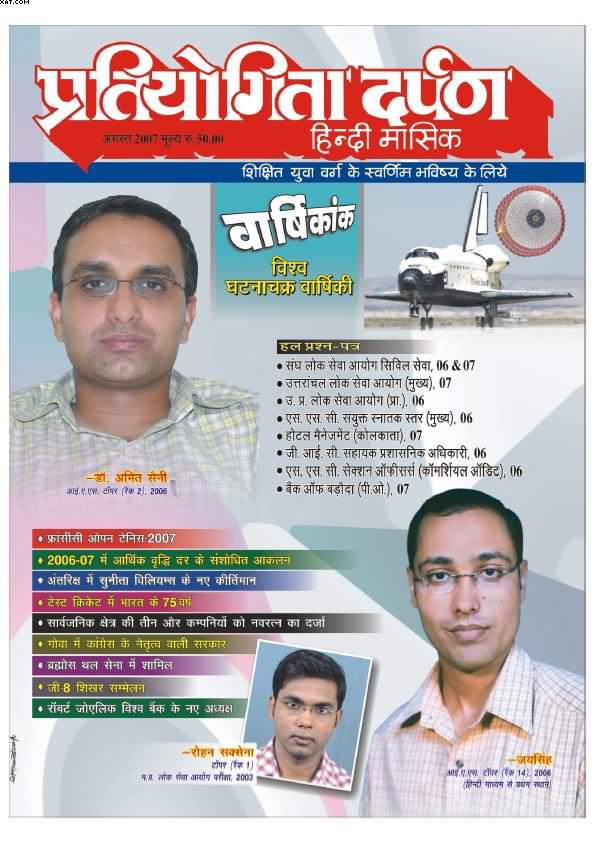 XAT.COM
प्रतियोगिता दर्पण
अगस्त 2007 मूल्य रु. 50.00
हिन्दी मासिक
शिक्षित युवा वर्ग के स्वर्णिम भविष्य के लिये
वार्षिकांक
विश्व
घटनाचक्र वार्षिकी
हल प्रश्न-पत्र
• संघ लोक सेवा आयोग सिविल सेवा, 06 & 07
• उत्तरांचल लोक सेवा आयोग (मुख्य), 07
• उ. प्र. लोक सेवा आयोग (प्रा.), 06
• एस. एस. सी. संयुक्त स्नातक स्तर (मुख्य), 06
• होटल मैनेजमेंट (कोलकाता), 07
• जी. आई. सी. सहायक प्रशासनिक अधिकारी, 06
• एस. एस. सी. सेक्शन ऑफीसर्स (कॉमर्शियल ऑडिट), 06
• बैंक ऑफ बड़ौदा (पी.ओ.), 07
–डॉ. अमित सैनी
आई.ए.एस. टॉपर (रैंक 2), 2006
♦ फ्रांसीसी ओपन टेनिस-2007
♦ 2006-07 में आर्थिक वृद्धि दर के संशोधित आकलन
♦ अंतरिक्ष में सुनीता विलियम्स के नए कीर्तिमान
♦ टेस्ट क्रिकेट में भारत के 75 वर्ष
♦ सार्वजनिक क्षेत्र की तीन और कम्पनियों को नवरत्न का दर्जा
♦ गोवा में कांग्रेस के नेतृत्व वाली सरकार
♦ ब्रह्मोस थल सेना में शामिल
♦ जी-8 शिखर सम्मेलन
♦ रॉबर्ट जोएलिक विश्व बैंक के नए अध्यक्ष
–रोहन सक्सेना
टॉपर (रैंक 1)
म.प्र. लोक सेवा आयोग परीक्षा, 2003
–जयसिंह
आई.ए.एस. टॉपर (रैंक 14), 2006
(हिन्दी माध्यम से प्रथम स्थान)